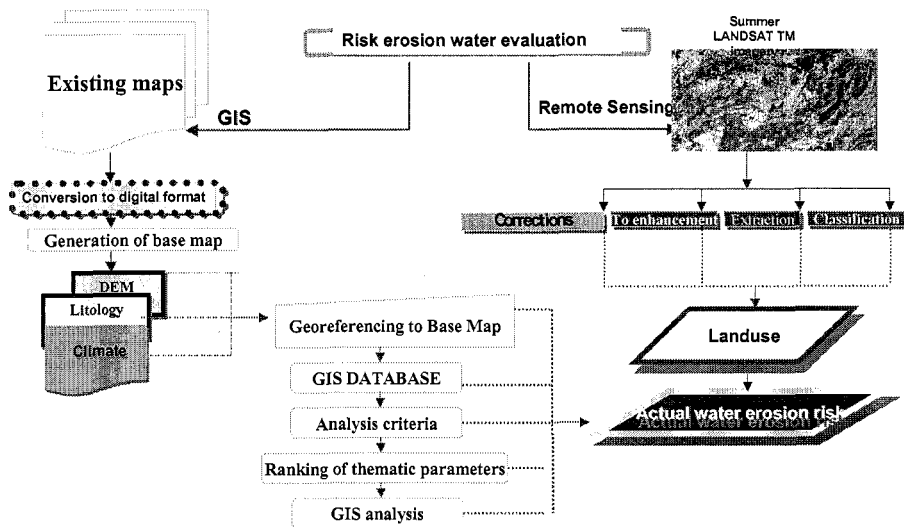 Risk erosion water evaluation
Summer
LANDSAT TM
imagery
Existing maps
GIS
Remote Sensing
Conversion to digital format
Generation of base map
Corrections
To enhancement
Extraction
Classification
DEM
Litology
Climate
Georeferencing to Base Map
GIS DATABASE
Analysis criteria
Ranking of thematic parameters
GIS analysis
Landuse
Actual water erosion risk